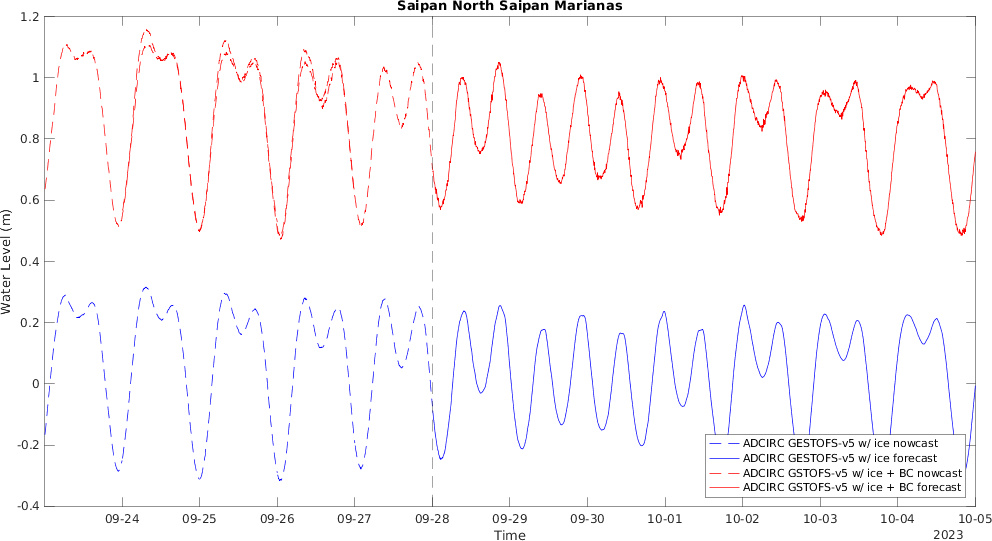 Saipan North Saipan Marianas
Water Level (m)
1.2
1
0.8
0.6
0.4
0.2
0
-0.2
-0.4
ADCIRC GESTOFS-v5 w/ ice nowcast
ADCIRC GESTOFS-v5 w/ ice forecast
ADCIRC GSTOFS-v5 w/ ice + BC nowcast
ADCIRC GSTOFS-v5 w/ ice + BC forecast
09-24 09-25 09-26 09-27 09-28 09-29 09-30 10-01 10-02 10-03 10-04 10-05
Time
2023